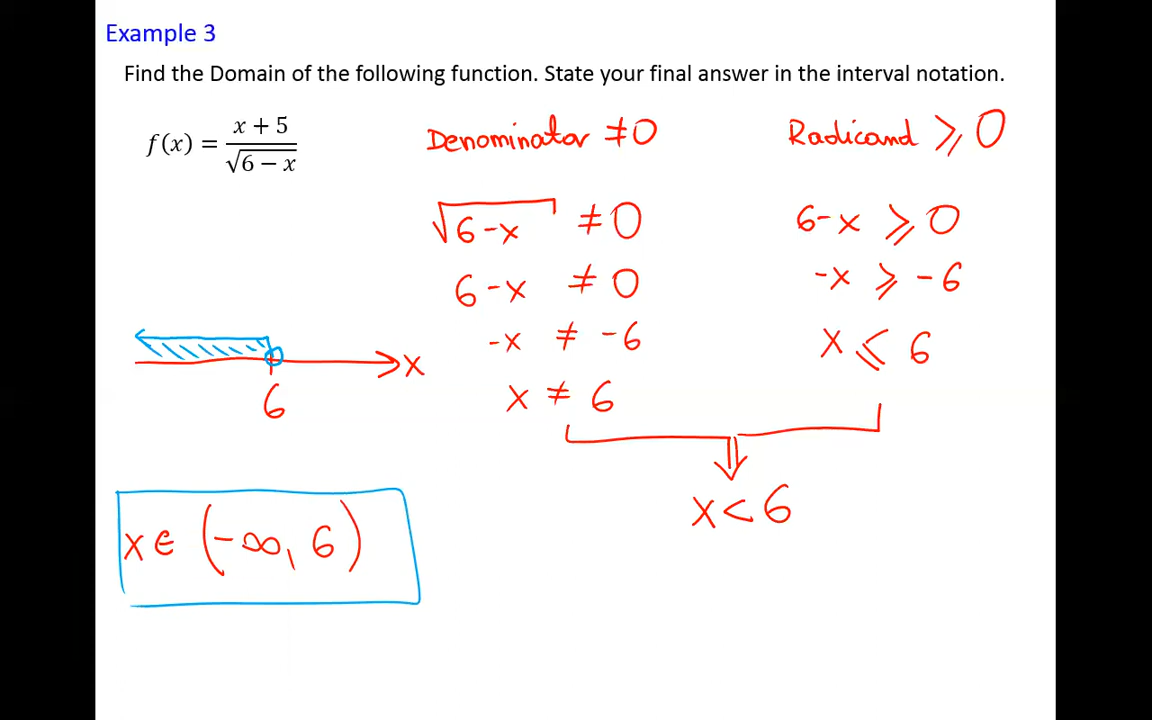 Example 3
Find the Domain of the following function. State your final answer in the interval notation.
f(x) = (x + 5) / √(6 − x)
Denominator ≠ 0
√(6-x) ≠ 0
6-x ≠ 0
-x ≠ -6
x ≠ 6
Radicand ⩾ 0
6-x ⩾ 0
-x ⩾ -6
x ⩽ 6
x < 6
x
6
x ∈ (-∞, 6)